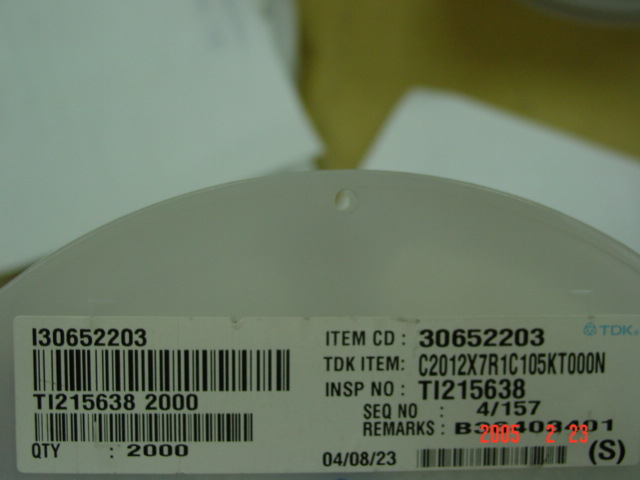 I30652203
TI215638 2000
QTY : 2000
ITEM CD : 30652203
TDK
TDK ITEM: C2012X7R1C105KT000N
INSP NO : TI215638
SEQ NO : 4/157
REMARKS :
2005 2 23
04/08/23
(S)